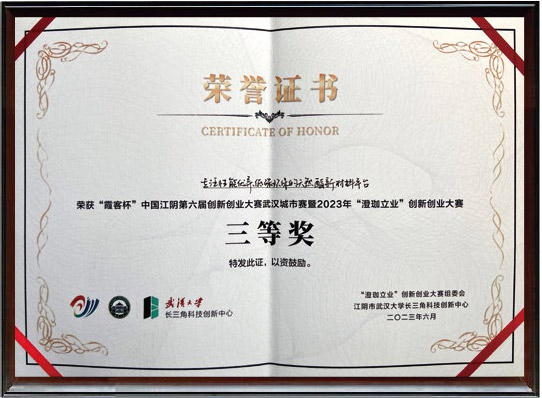 荣誉证书
CERTIFICATE OF HONOR
荣获“霞客杯”中国江阴第六届创新创业大赛武汉城市赛暨2023年“澄珈立业”创新创业大赛
三等奖
特发此证，以资鼓励。
武汉大学
长三角科技创新中心
“澄珈立业”创新创业大赛组委会
江阴市武汉大学长三角科技创新中心
二〇二三年六月